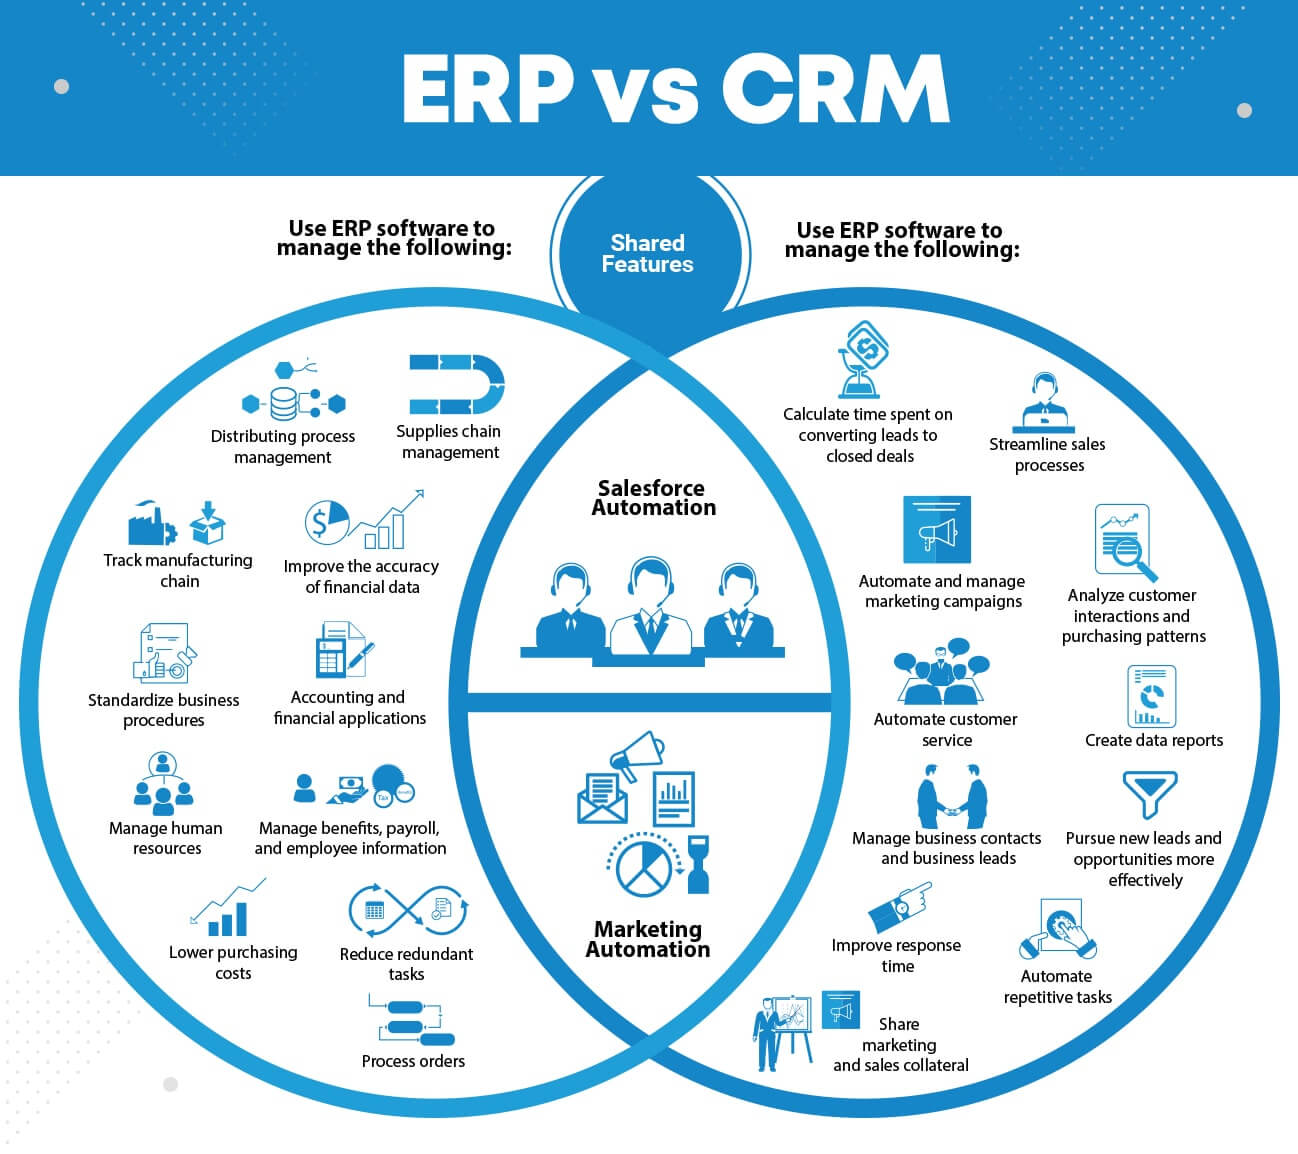 ERP vs CRM
Shared
Features
Use ERP software to
manage the following:
Use ERP software to
manage the following:
Distributing process
management
Supplies chain
management
Track manufacturing
chain
Improve the accuracy
of financial data
Standardize business
procedures
Accounting and
financial applications
Manage human
resources
Tax
Manage benefits, payroll,
and employee information
Lower purchasing
costs
Reduce redundant
tasks
Process orders
Salesforce
Automation
Marketing
Automation
Calculate time spent on
converting leads to
closed deals
Streamline sales
processes
Automate and manage
marketing campaigns
Analyze customer
interactions and
purchasing patterns
Automate customer
service
Create data reports
Manage business contacts
and business leads
Pursue new leads and
opportunities more
effectively
Improve response
time
Automate
repetitive tasks
Share
marketing
and sales collateral